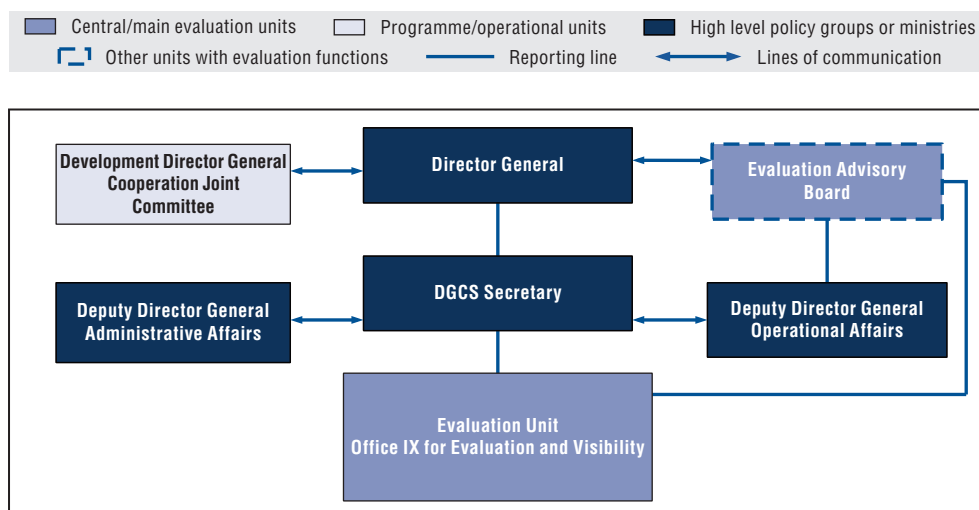 Central/main evaluation units
Programme/operational units
High level policy groups or ministries
Other units with evaluation functions
Reporting line
Lines of communication
Development Director General
Cooperation Joint
Committee
Director General
Evaluation Advisory
Board
Deputy Director General
Administrative Affairs
DGCS Secretary
Deputy Director General
Operational Affairs
Evaluation Unit
Office IX for Evaluation and Visibility